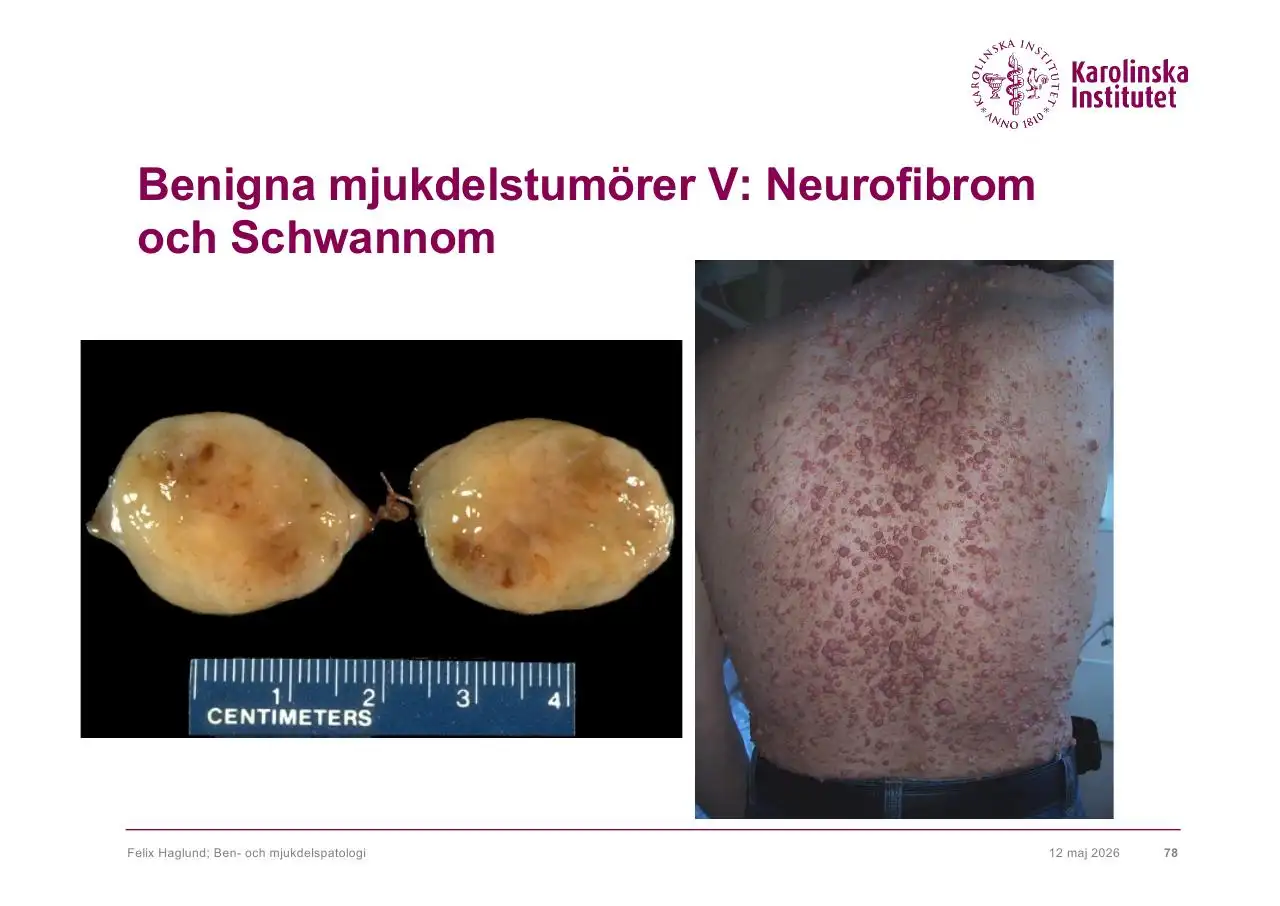 KAROLINSKA INSTITUTET
ANNO 1810
Karolinska
Institutet
Benigna mjukdelstumörer V: Neurofibrom
och Schwannom
1 2 3 4
CENTIMETERS
Felix Haglund; Ben- och mjukdelspatologi
12 maj 2026
78